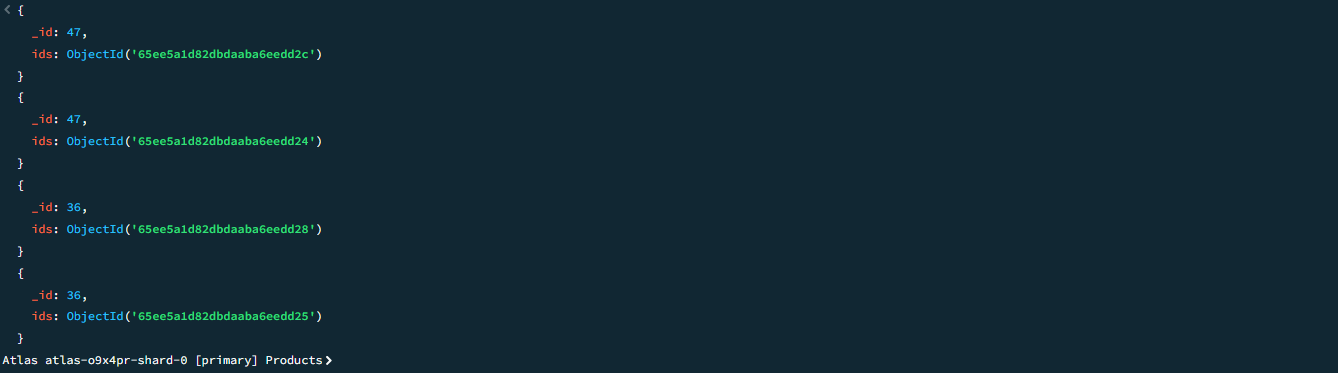 < {
_id: 47,
ids: ObjectId('65ee5a1d82dbdaaba6eedd2c')
}
{
_id: 47,
ids: ObjectId('65ee5a1d82dbdaaba6eedd24')
}
{
_id: 36,
ids: ObjectId('65ee5a1d82dbdaaba6eedd28')
}
{
_id: 36,
ids: ObjectId('65ee5a1d82dbdaaba6eedd25')
}
Atlas atlas-o9x4pr-shard-0 [primary] Products>